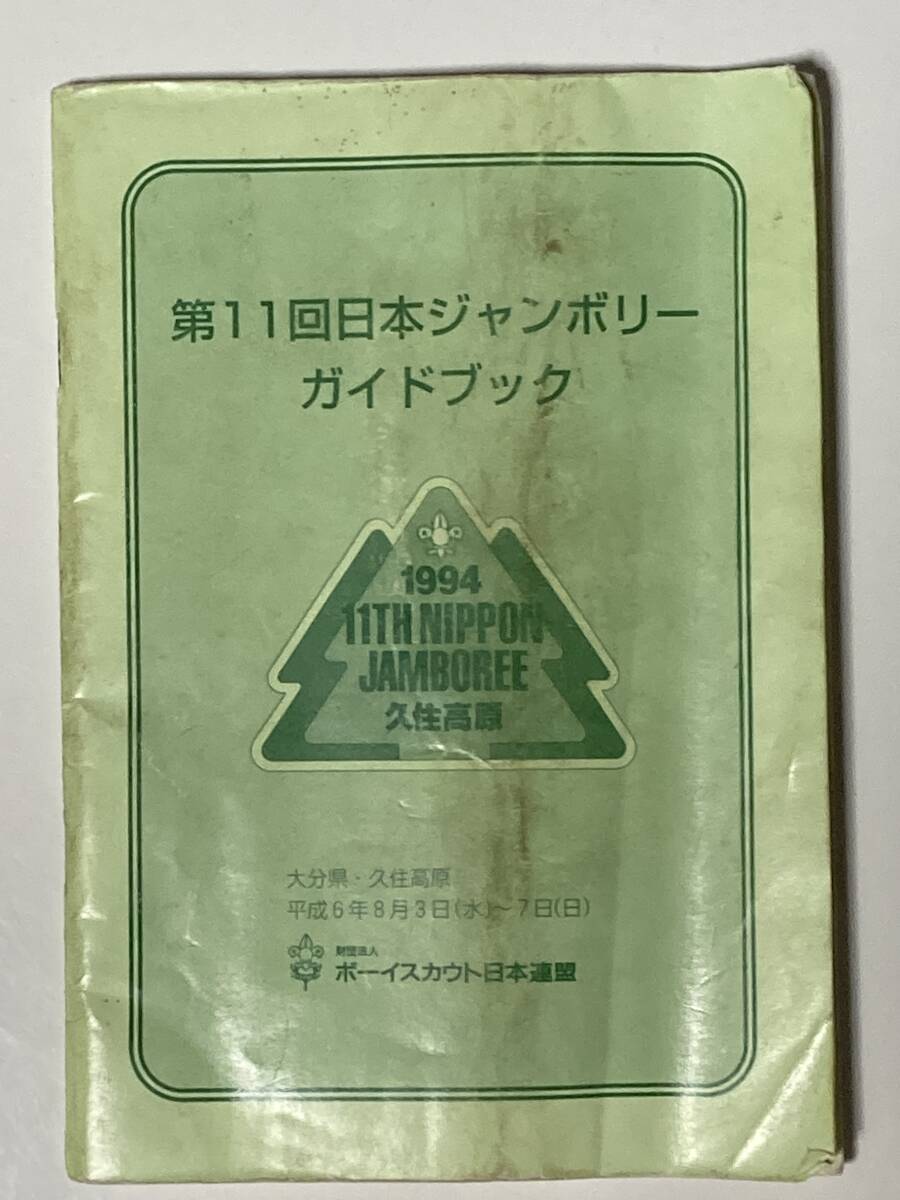 第11回日本ジャンボリー
ガイドブック
1994
11TH NIPPON
JAMBOREE
久住高原
大分県・久住高原
平成6年8月3日(水)〜7日(日)
財団法人
ボーイスカウト日本連盟